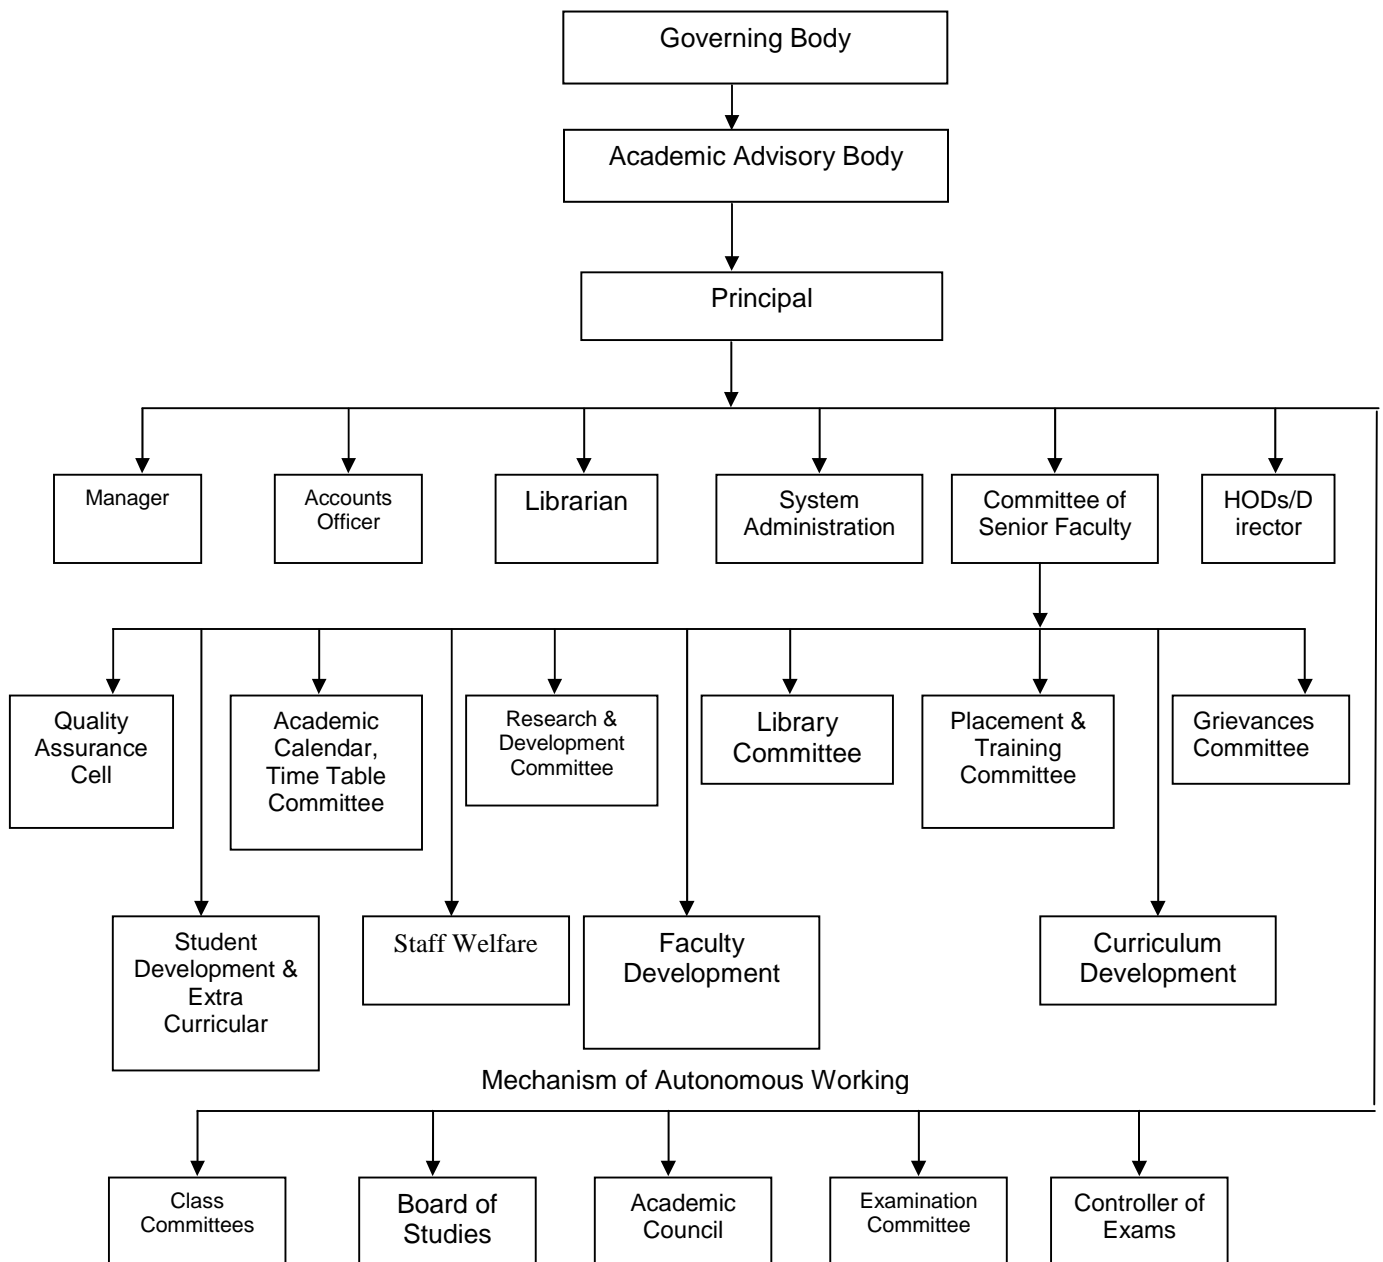 Governing Body
Academic Advisory Body
Principal
Manager
Accounts
Officer
Librarian
System
Administration
Committee of
Senior Faculty
HODs/D
irector
Quality
Assurance
Cell
Academic
Calendar,
Time Table
Committee
Research &
Development
Committee
Library
Committee
Placement &
Training
Committee
Grievances
Committee
Student
Development &
Extra
Curricular
Staff Welfare
Faculty
Development
Curriculum
Development
Mechanism of Autonomous Working
Class
Committees
Board of
Studies
Academic
Council
Examination
Committee
Controller of
Exams